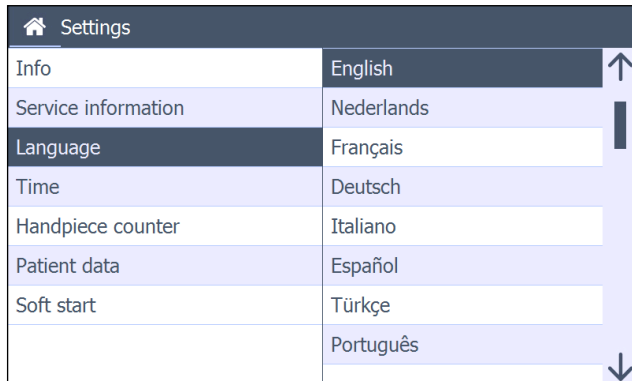 Settings
Info
Service information
Language
Time
Handpiece counter
Patient data
Soft start
English
Nederlands
Français
Deutsch
Italiano
Español
Türkçe
Português